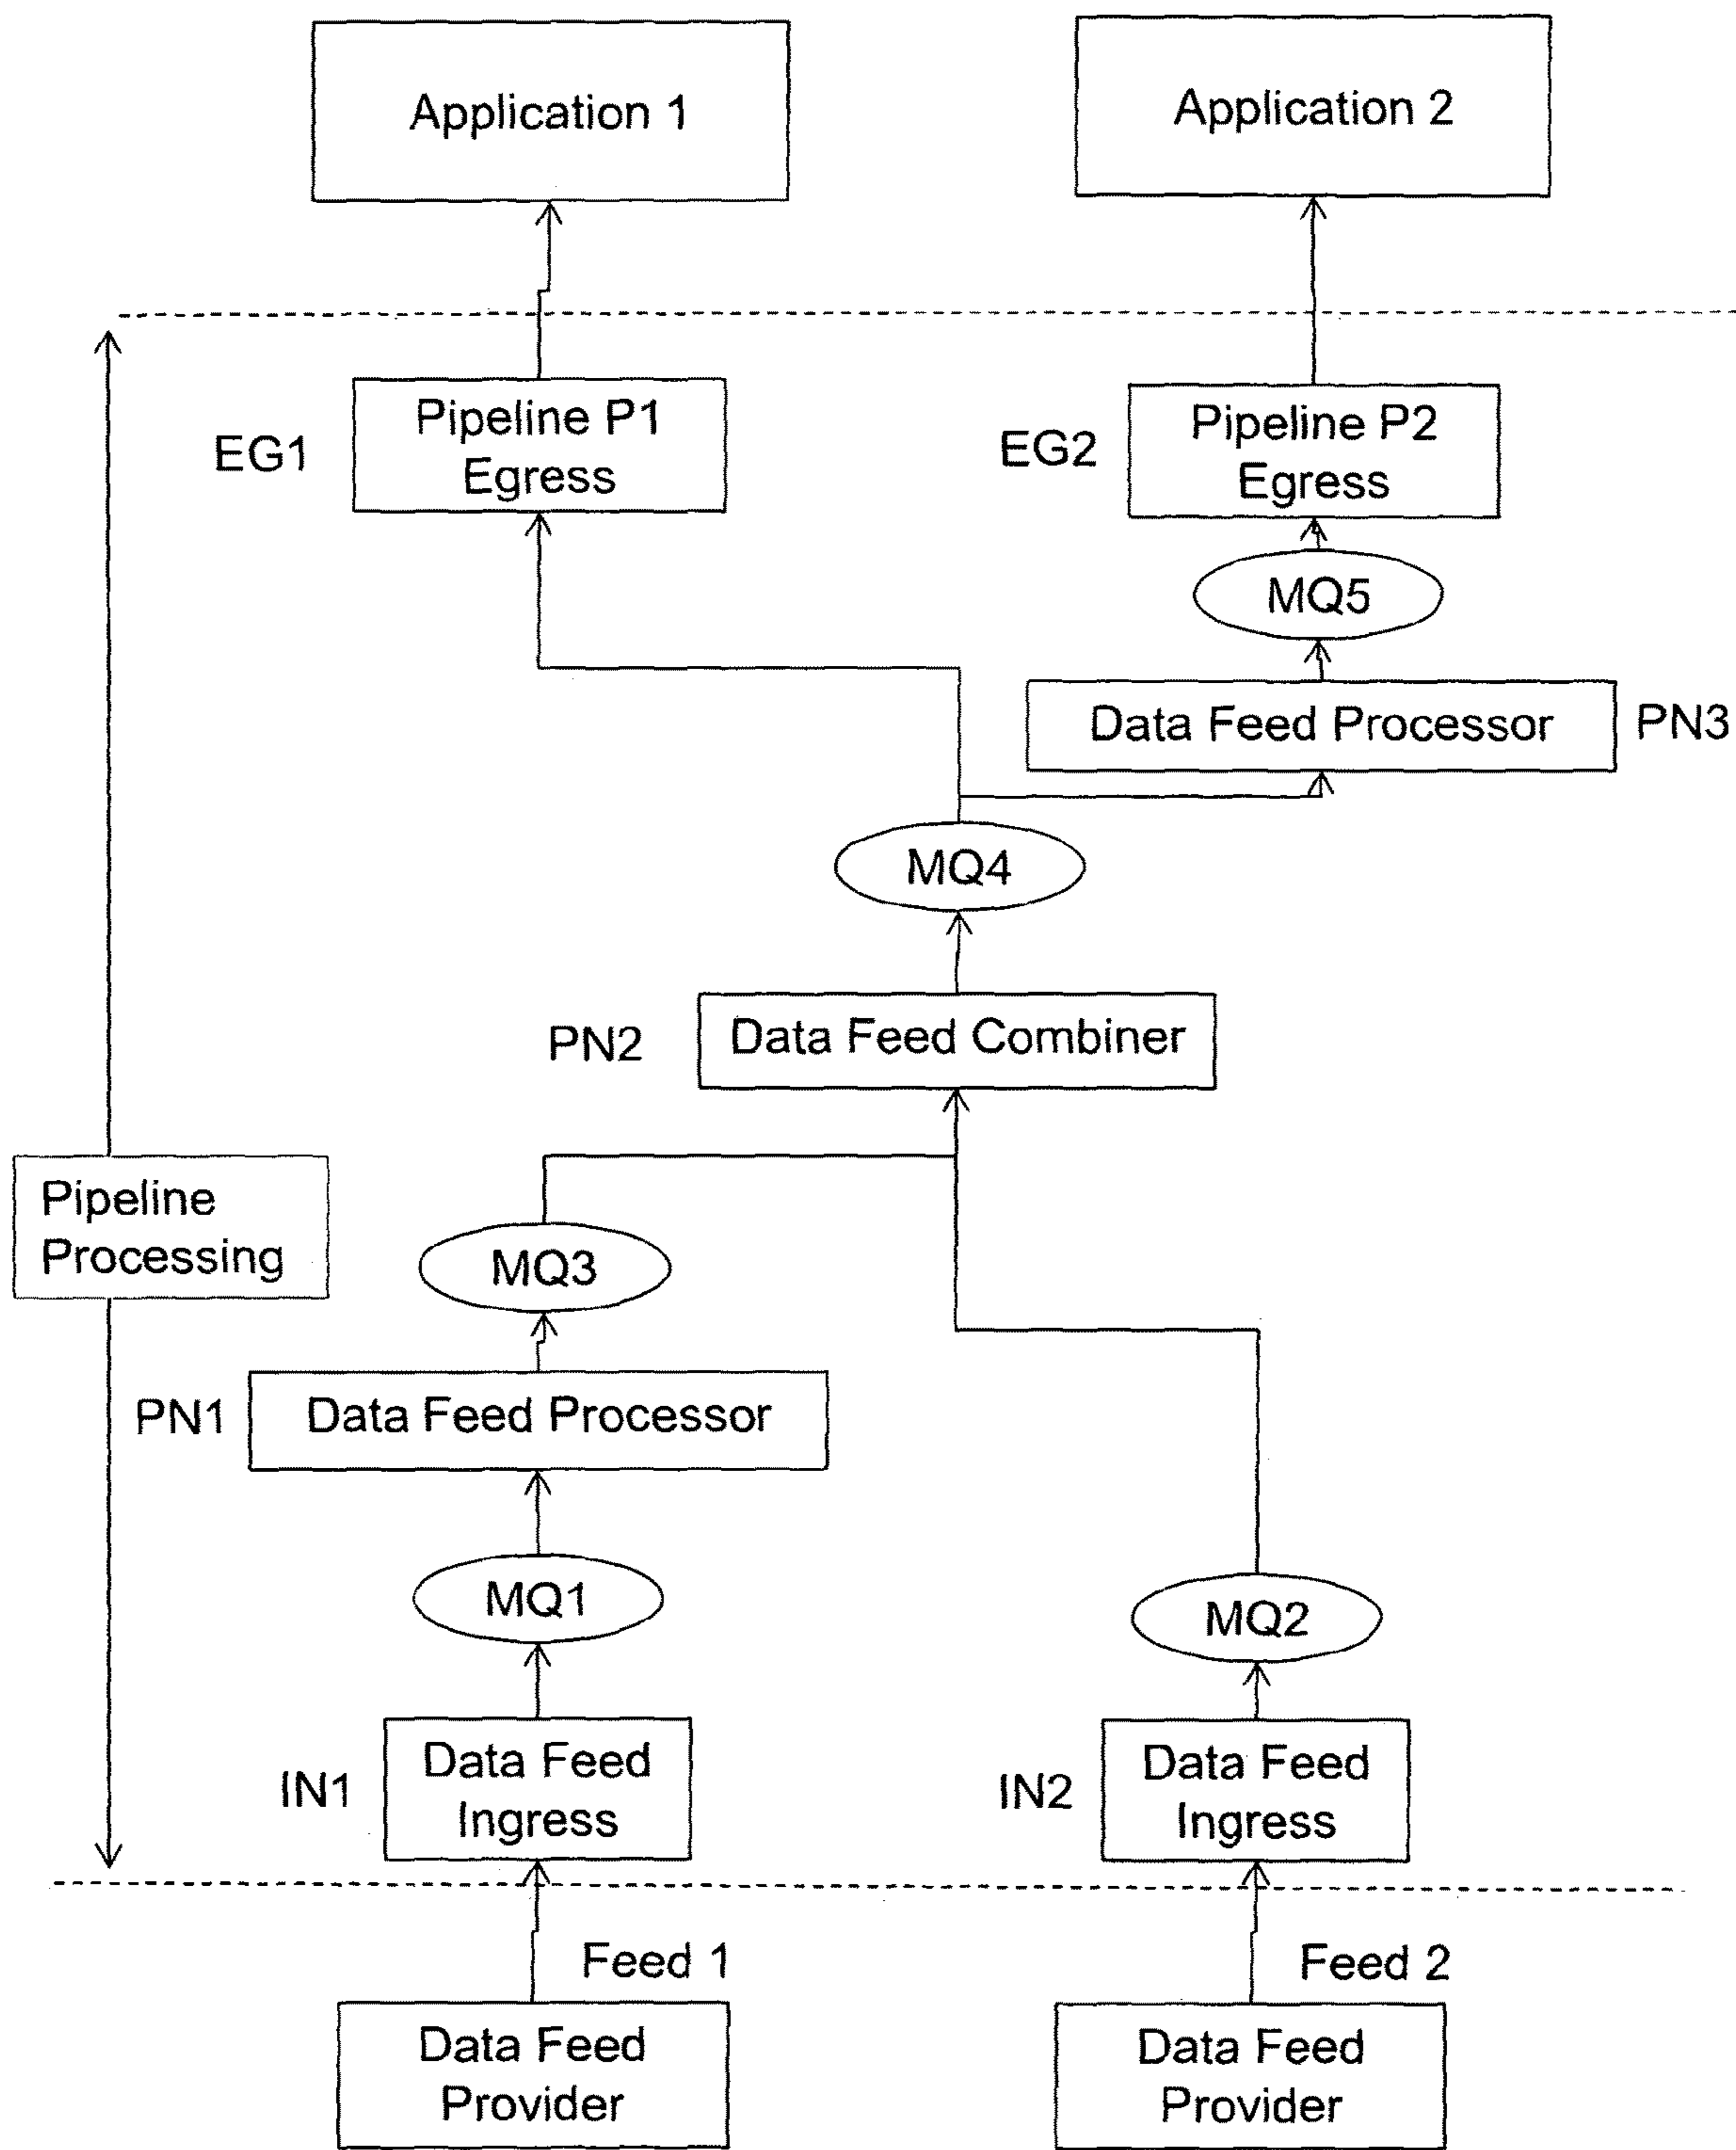 Application 1
Application 2
EG1
Pipeline P1
Egress
EG2
Pipeline P2
Egress
MQ5
Data Feed Processor
PN3
MQ4
PN2
Data Feed Combiner
Pipeline
Processing
MQ3
PN1
Data Feed Processor
MQ1
MQ2
IN1
Data Feed
Ingress
IN2
Data Feed
Ingress
Feed 1
Feed 2
Data Feed
Provider
Data Feed
Provider